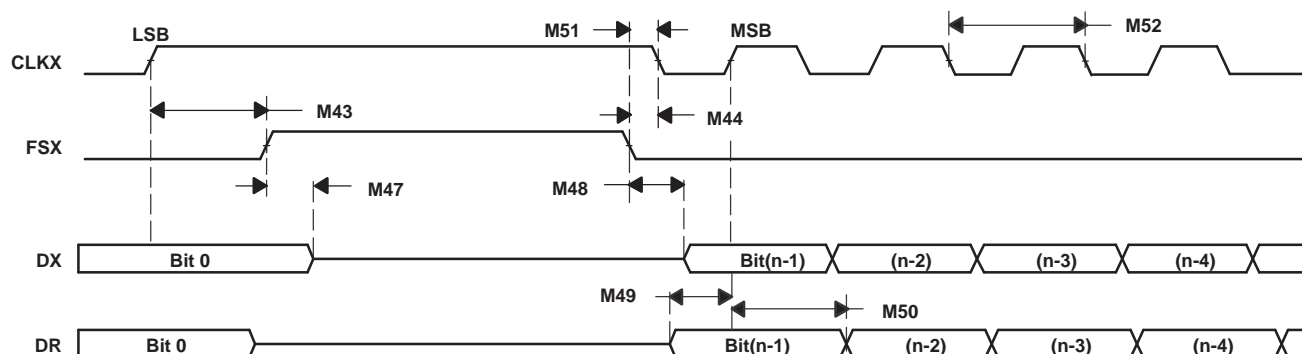 LSB M51 MSB M52
CLKX
M43 M44
FSX
M47 M48
DX Bit 0 Bit(n-1) (n-2) (n-3) (n-4)
M49 M50
DR Bit 0 Bit(n-1) (n-2) (n-3) (n-4)